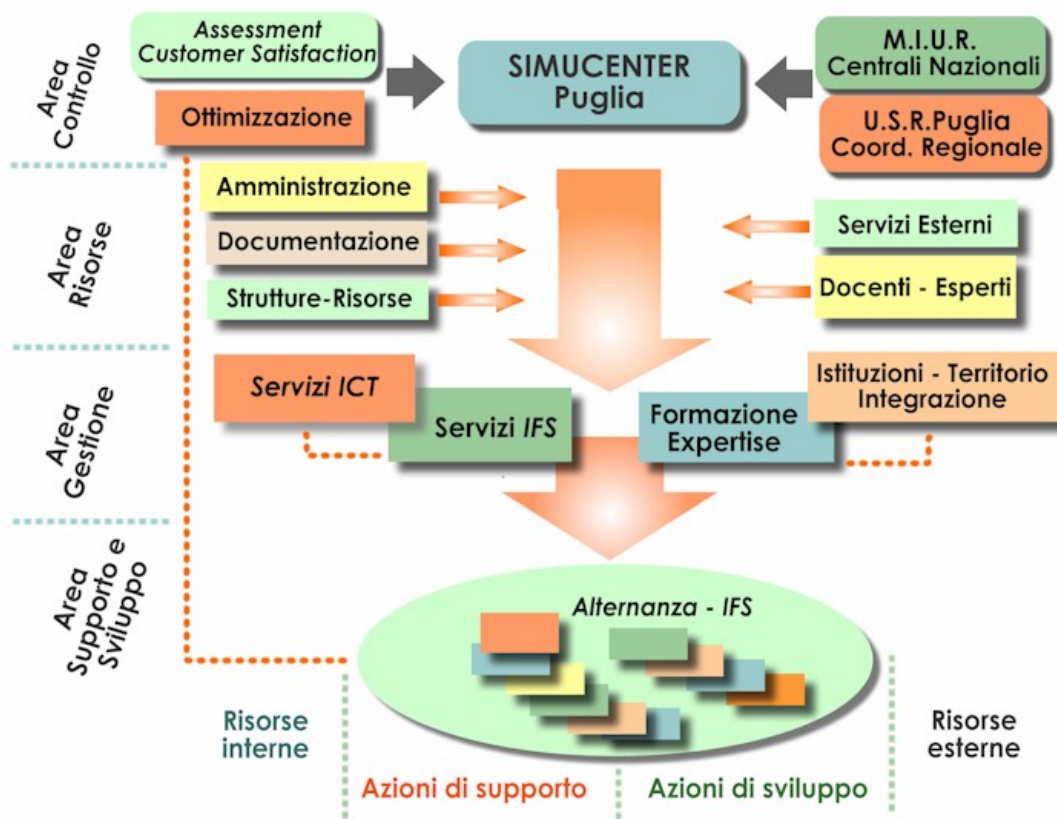 Area
Controllo
Assessment
Customer Satisfaction
Ottimizzazione
SIMUCENTER
Puglia
M.I.U.R.
Centrali Nazionali
U.S.R.Puglia
Coord. Regionale
Area
Risorse
Amministrazione
Documentazione
Strutture-Risorse
Servizi Esterni
Docenti - Esperti
Area
Gestione
Servizi ICT
Servizi IFS
Formazione
Expertise
Istituzioni - Territorio
Integrazione
Area
Supporto e
Sviluppo
Alternanza - IFS
Risorse
interne
Azioni di supporto
Azioni di sviluppo
Risorse
esterne